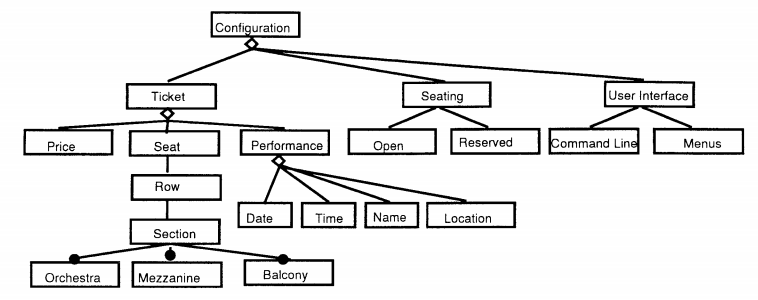 Configuration
Ticket
Seating
User Interface
Price
Seat
Performance
Open
Reserved
Command Line
Menus
Row
Date
Time
Name
Location
Section
Orchestra
Mezzanine
Balcony